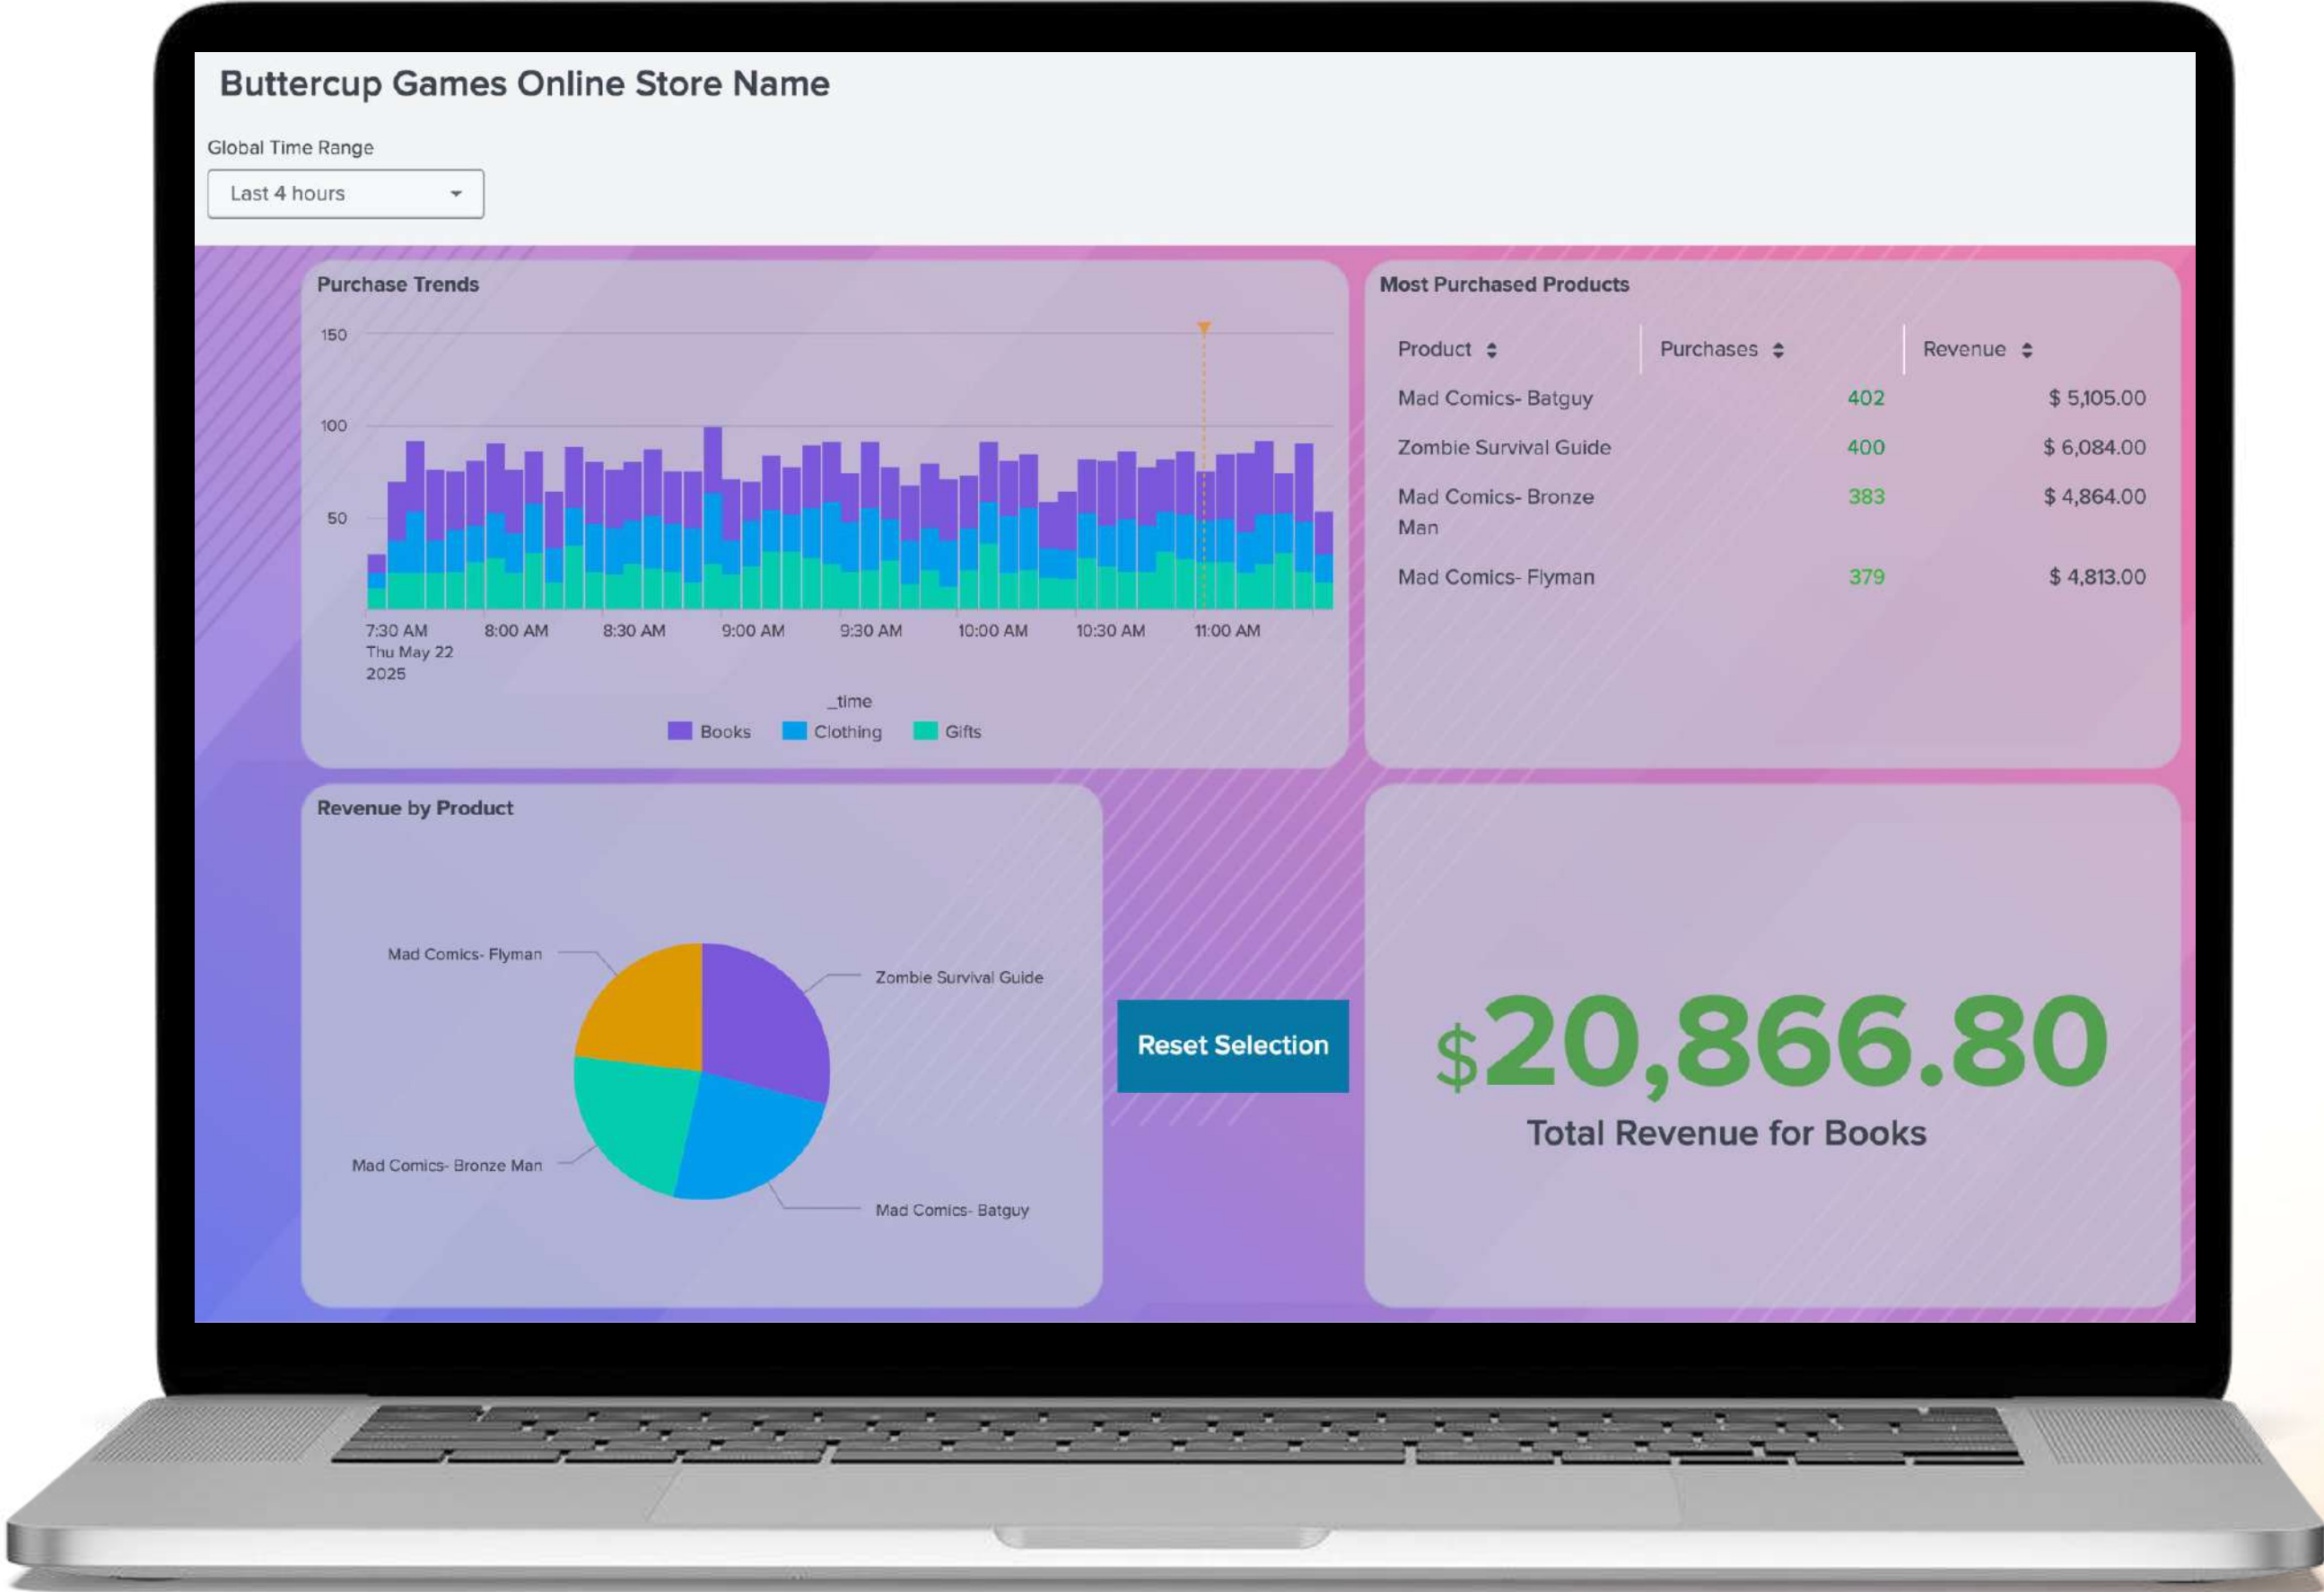 Buttercup Games Online Store Name
Global Time Range
Last 4 hours
Purchase Trends
150
100
50
7:30 AM 8:00 AM 8:30 AM 9:00 AM 9:30 AM 10:00 AM 10:30 AM 11:00 AM
Thu May 22
2025
_time
Books Clothing Gifts
Most Purchased Products
Product Purchases Revenue
Mad Comics- Batguy 402 $ 5,105.00
Zombie Survival Guide 400 $ 6,084.00
Mad Comics- Bronze 383 $ 4,864.00
Man
Mad Comics- Flyman 379 $ 4,813.00
Revenue by Product
Mad Comics- Flyman
Zombie Survival Guide
Mad Comics- Bronze Man
Mad Comics- Batguy
Reset Selection
$20,866.80
Total Revenue for Books